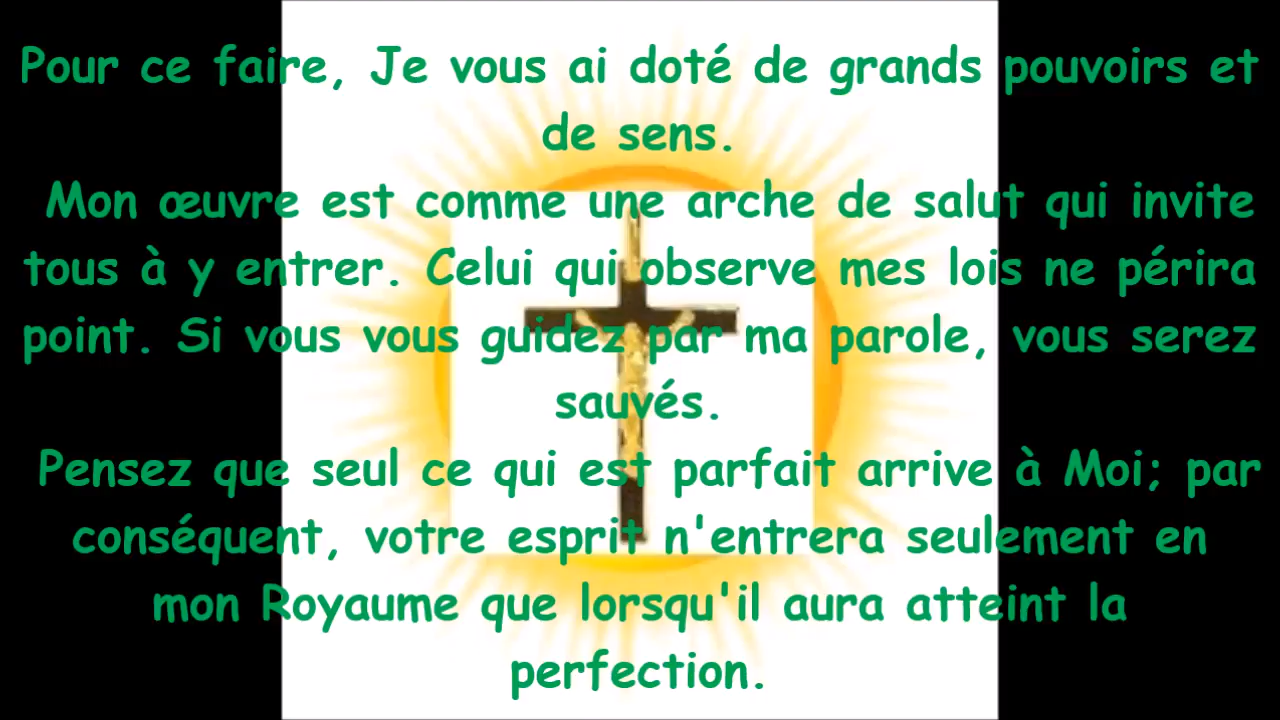 Pour ce faire, Je vous ai doté de grands pouvoirs et
de sens.
Mon œuvre est comme une arche de salut qui invite
tous à y entrer. Celui qui observe mes lois ne périra
point. Si vous vous guidez par ma parole, vous serez
sauvés.
Pensez que seul ce qui est parfait arrive à Moi; par
conséquent, votre esprit n'entrera seulement en
mon Royaume que lorsqu'il aura atteint la
perfection.